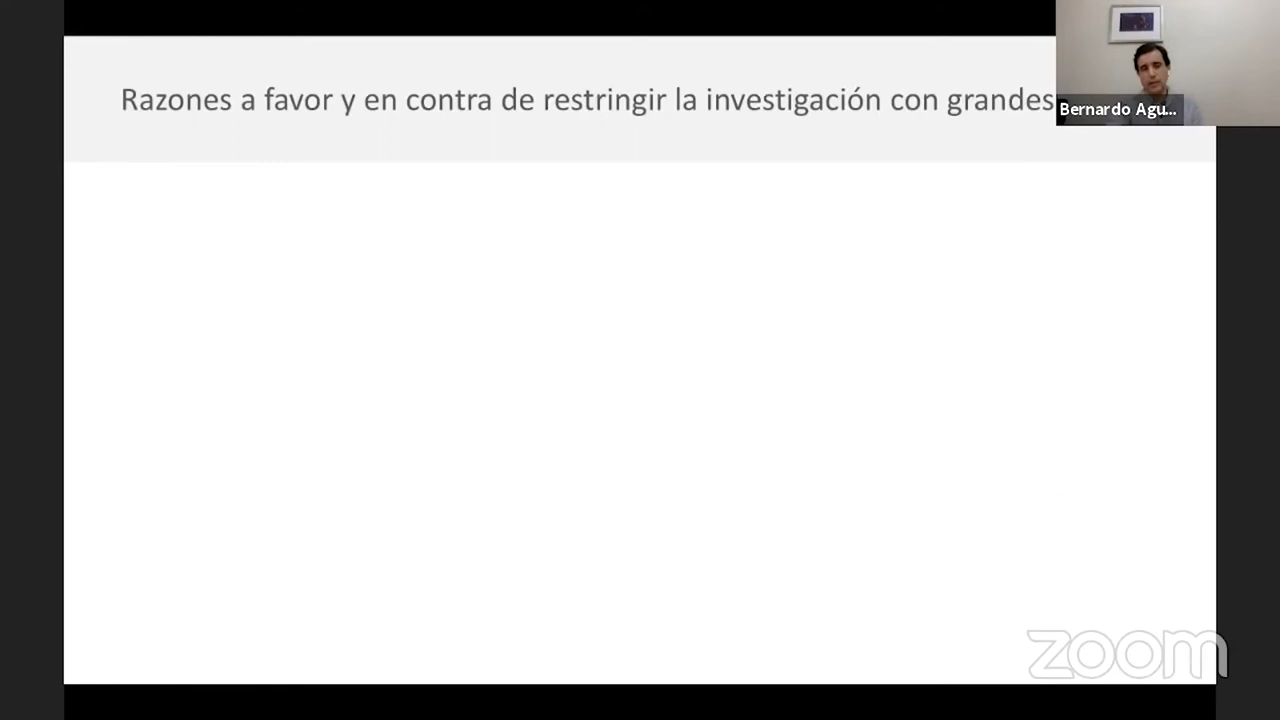 Razones a favor y en contra de restringir la investigación con grandes
Bernardo Agu...
zoom